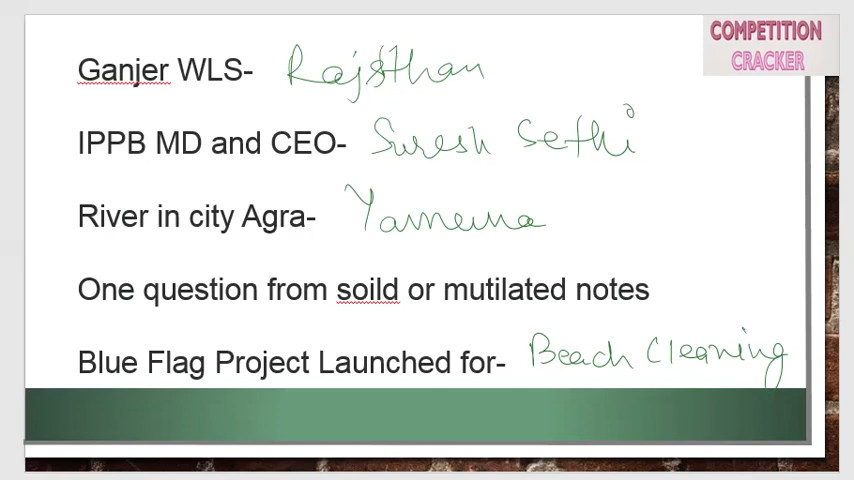 COMPETITION
CRACKER
Ganjer WLS- Rajsthan
IPPB MD and CEO- Suresh Sethi
River in city Agra- Yamuna
One question from soild or mutilated notes
Blue Flag Project Launched for- Beach Cleaning